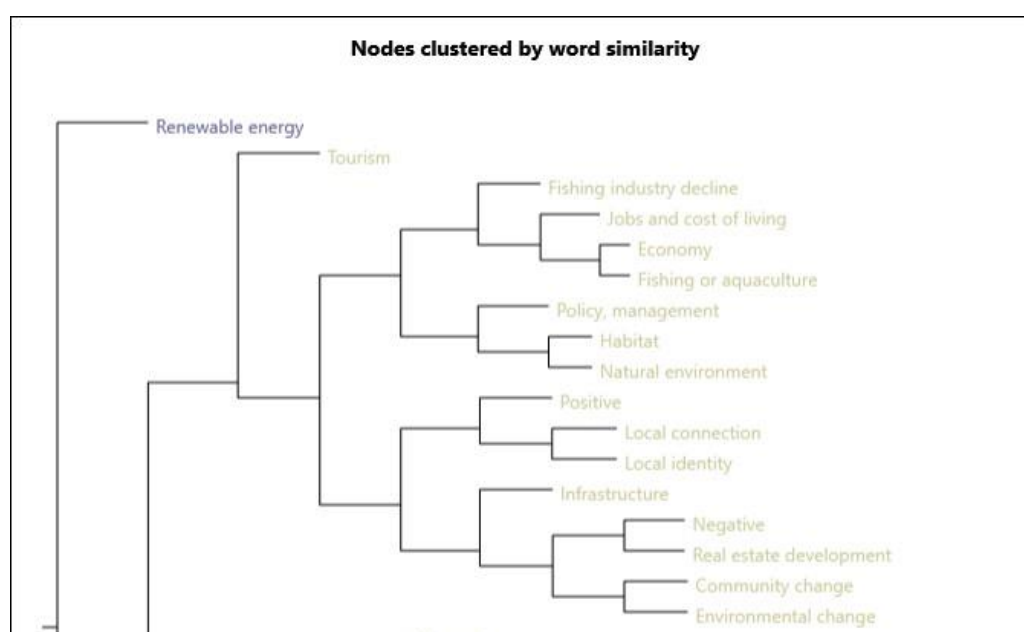 Nodes clustered by word similarity
Renewable energy
Tourism
Fishing industry decline
Jobs and cost of living
Economy
Fishing or aquaculture
Policy, management
Habitat
Natural environment
Positive
Local connection
Local identity
Infrastructure
Negative
Real estate development
Community change
Environmental change